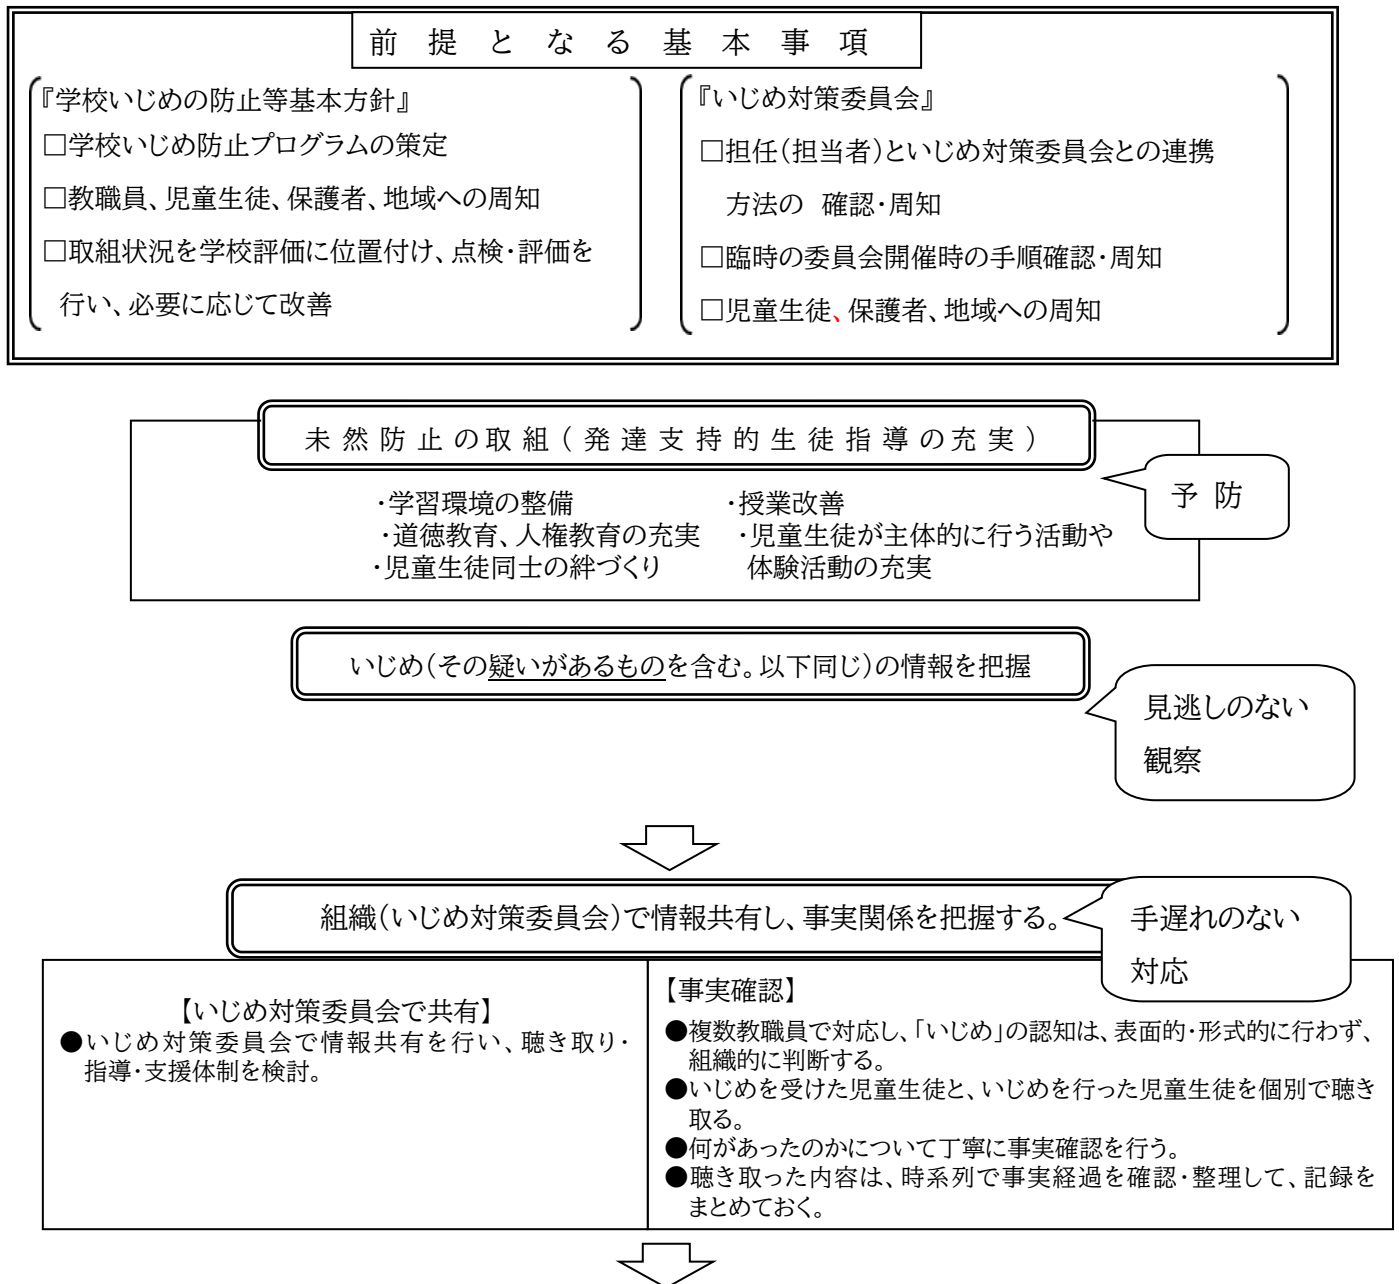 前提となる基本事項
『学校いじめの防止等基本方針』
□学校いじめ防止プログラムの策定
□教職員、児童生徒、保護者、地域への周知
□取組状況を学校評価に位置付け、点検・評価を
行い、必要に応じて改善
『いじめ対策委員会』
□担任(担当者)といじめ対策委員会との連携
方法の 確認・周知
□臨時の委員会開催時の手順確認・周知
□児童生徒、保護者、地域への周知
未然防止の取組(発達支持的生徒指導の充実)
予 防
・学習環境の整備
・道徳教育、人権教育の充実
・児童生徒同士の絆づくり
・授業改善
・児童生徒が主体的に行う活動や
体験活動の充実
いじめ(その疑いがあるものを含む。以下同じ)の情報を把握
見逃しのない
観察
組織(いじめ対策委員会)で情報共有し、事実関係を把握する。
手遅れのない
対応
【いじめ対策委員会で共有】
●いじめ対策委員会で情報共有を行い、聴き取り・
指導・支援体制を検討。
【事実確認】
●複数教職員で対応し、「いじめ」の認知は、表面的・形式的に行わず、
組織的に判断する。
●いじめを受けた児童生徒と、いじめを行った児童生徒を個別で聴き
取る。
●何があったのかについて丁寧に事実確認を行う。
●聴き取った内容は、時系列で事実経過を確認・整理して、記録を
まとめておく。